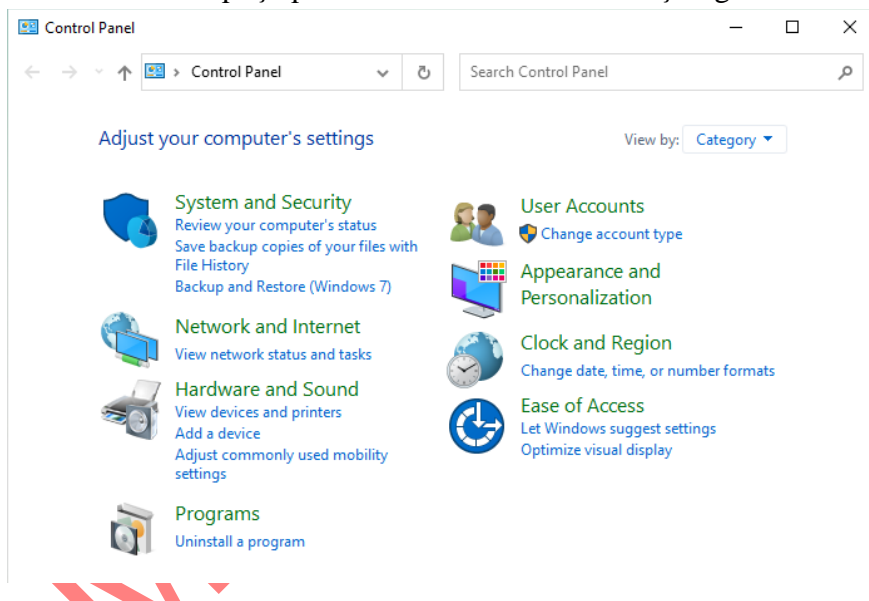 Control Panel
Control Panel
Search Control Panel
Adjust your computer's settings
View by: Category
System and Security
Review your computer's status
Save backup copies of your files with
File History
Backup and Restore (Windows 7)
Network and Internet
View network status and tasks
Hardware and Sound
View devices and printers
Add a device
Adjust commonly used mobility
settings
Programs
Uninstall a program
User Accounts
Change account type
Appearance and
Personalization
Clock and Region
Change date, time, or number formats
Ease of Access
Let Windows suggest settings
Optimize visual display